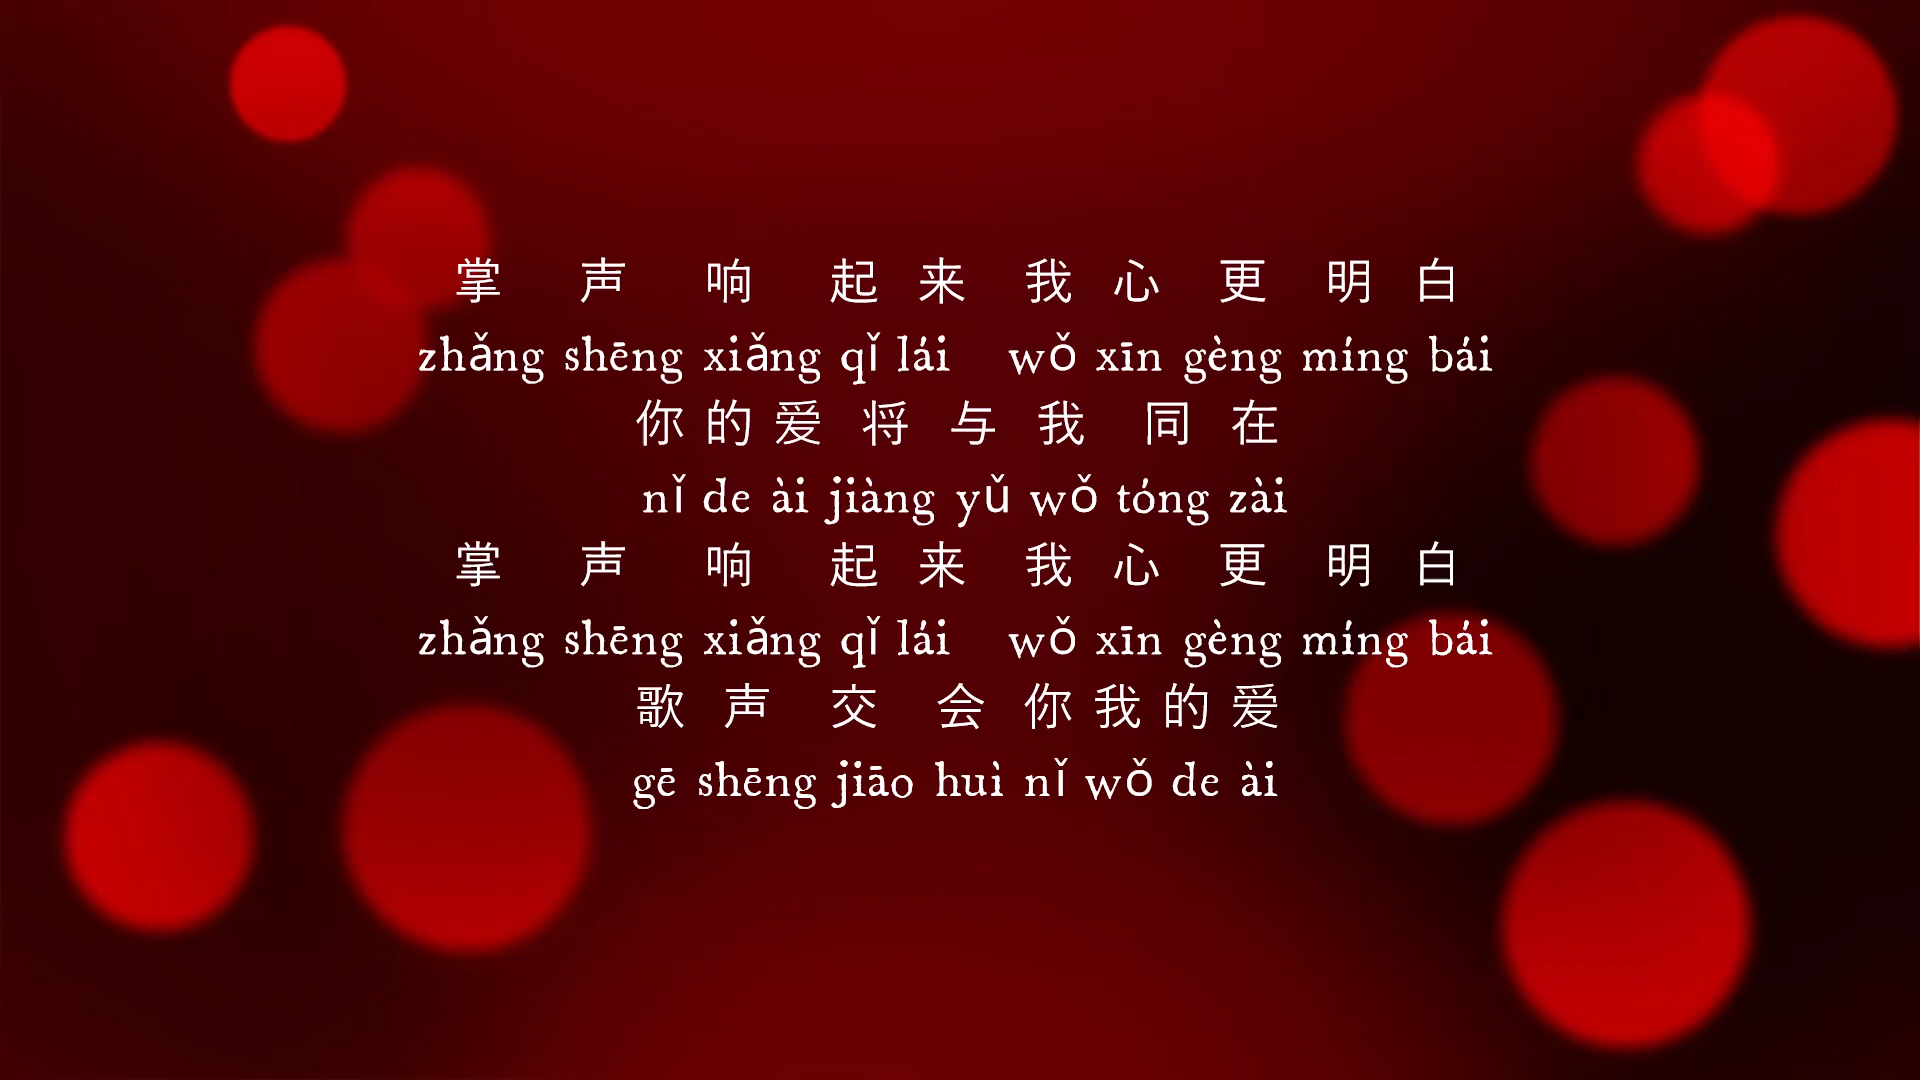 掌 声 响 起 来 我 心 更 明 白
zhǎng shēng xiǎng qǐ lái wǒ xīn gèng míng bái
你 的 爱 将 与 我 同 在
nǐ de ài jiàng yǔ wǒ tóng zài
掌 声 响 起 来 我 心 更 明 白
zhǎng shēng xiǎng qǐ lái wǒ xīn gèng míng bái
歌 声 交 会 你 我 的 爱
gē shēng jiāo huì nǐ wǒ de ài